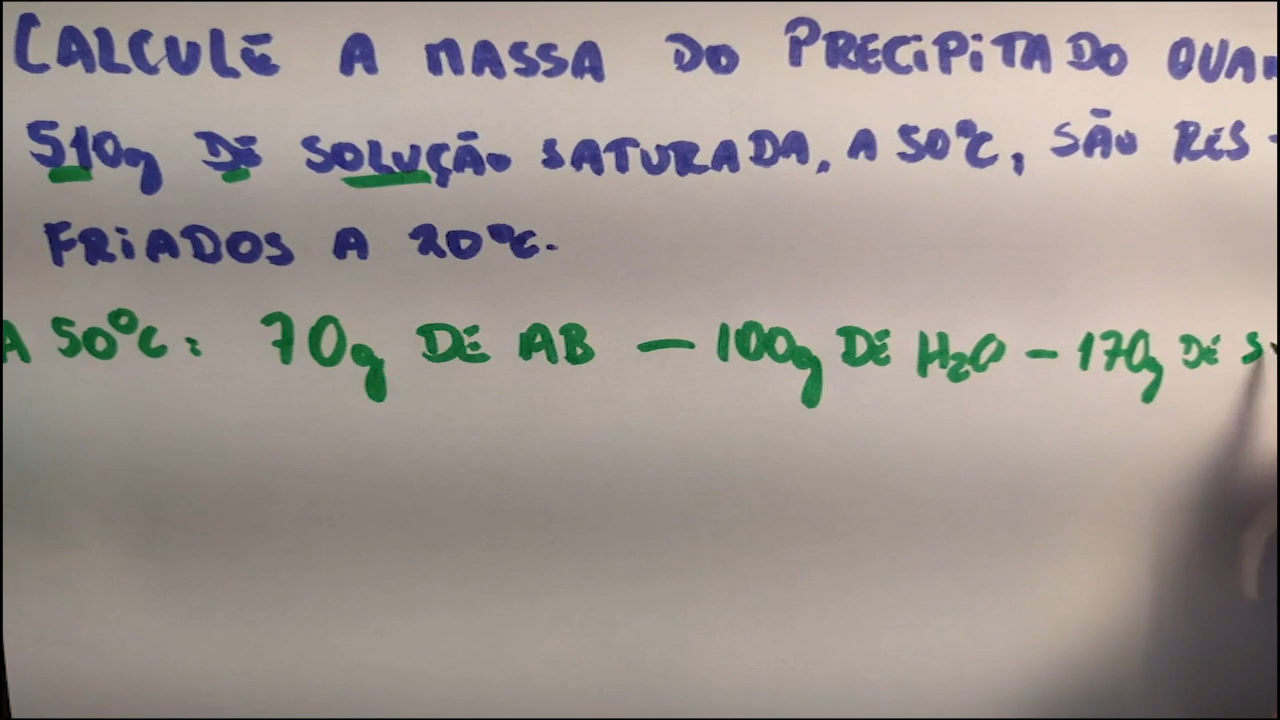 CALCULE A MASSA DO PRECIPITADO QUAN
510g DE SOLUÇÃO SATURADA, A 50°C, SÃO RES-
FRIADOS A 20°C.
A 50°C: 70g DE AB — 100g DE H2O - 170g DE S